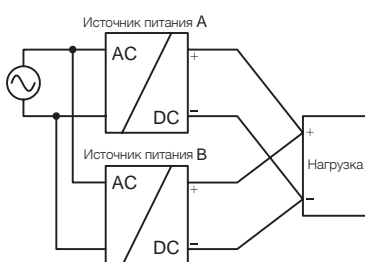 Источник питания A
AC
+
−
DC
Источник питания B
AC
+
−
DC
+
Нагрузка
−